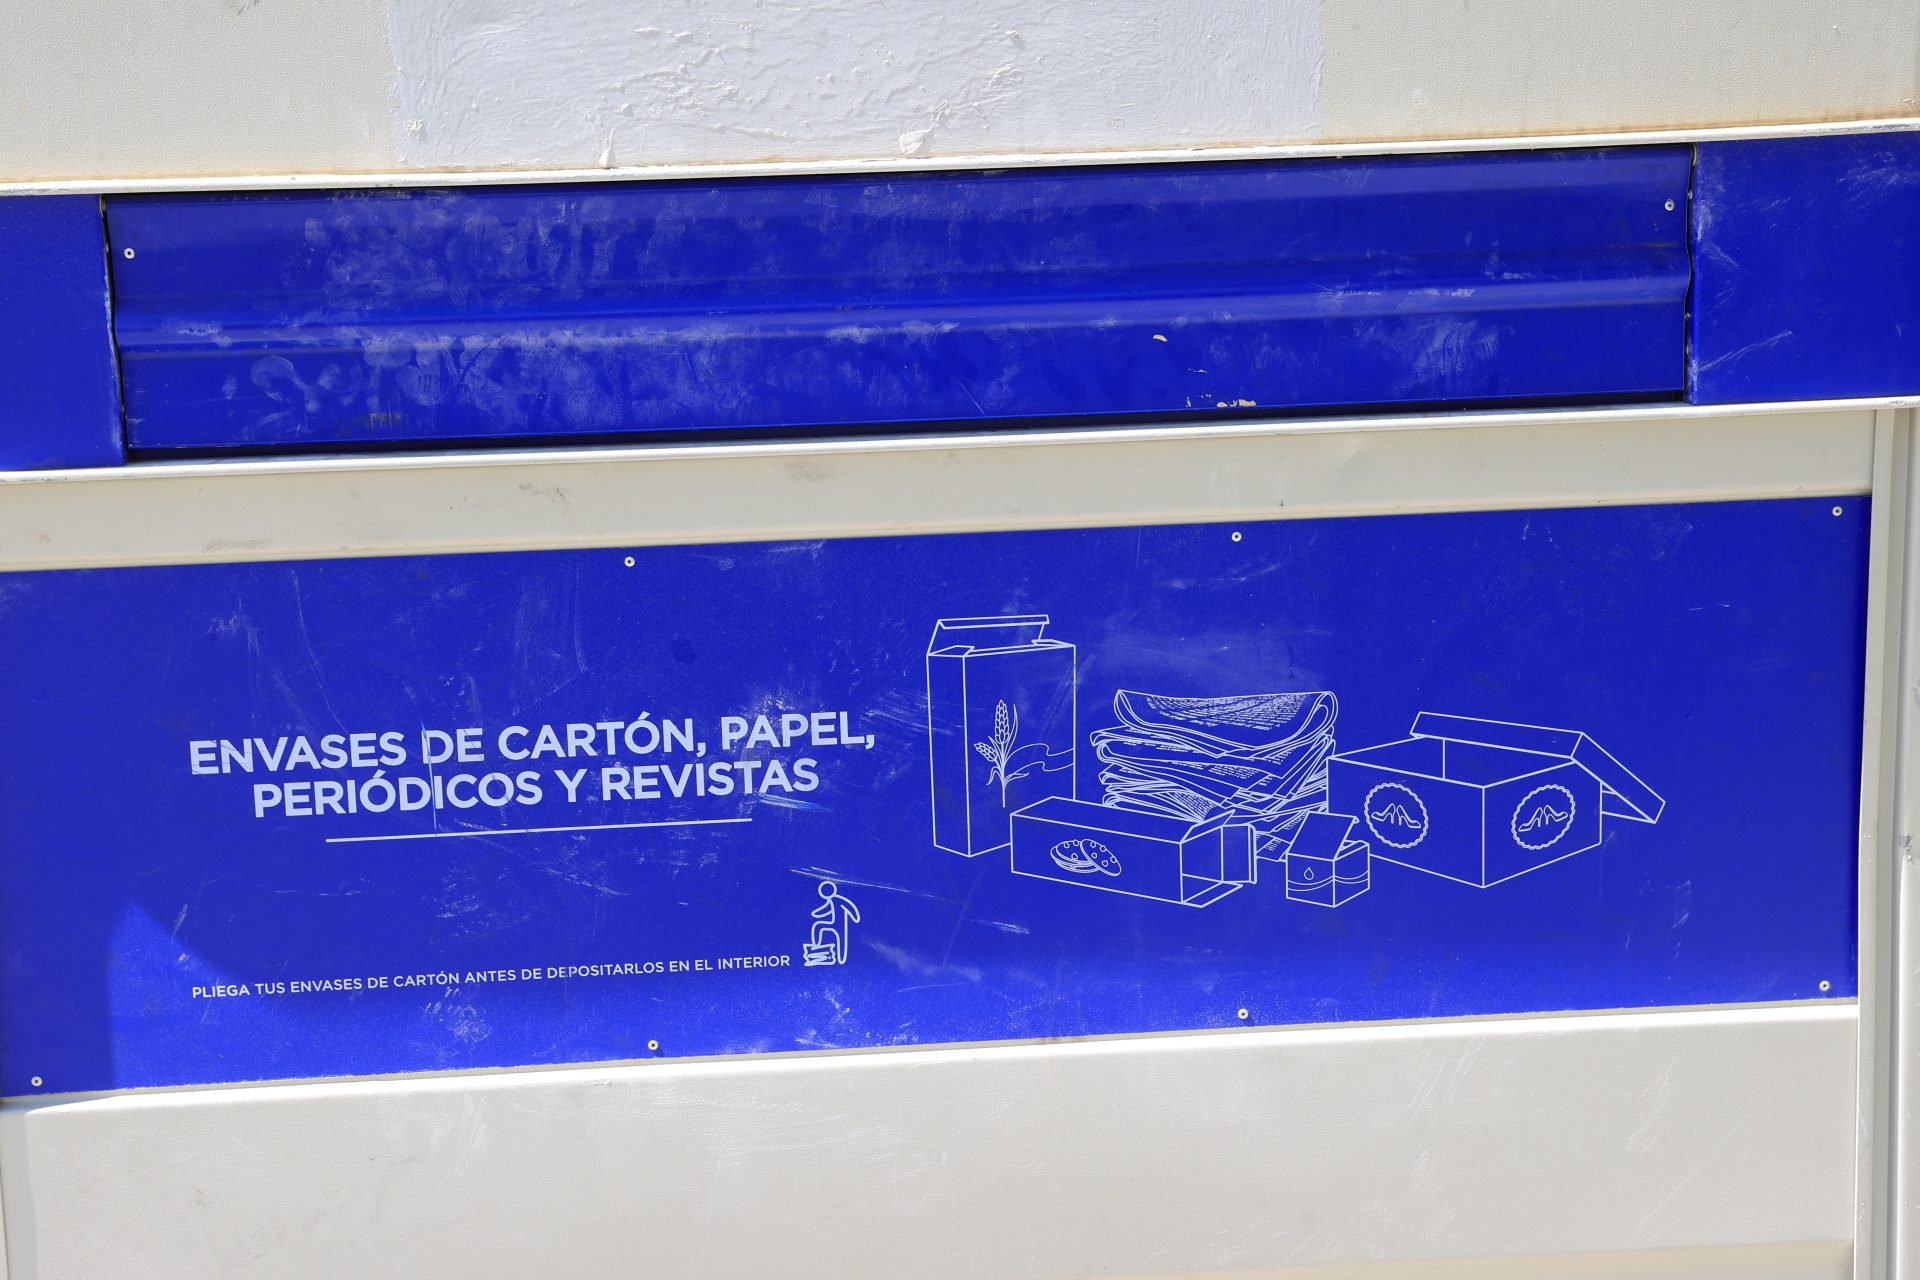 ENVASES DE CARTÓN, PAPEL,
PERIÓDICOS Y REVISTAS
PLIEGA TUS ENVASES DE CARTÓN ANTES DE DEPOSITARLOS EN EL INTERIOR